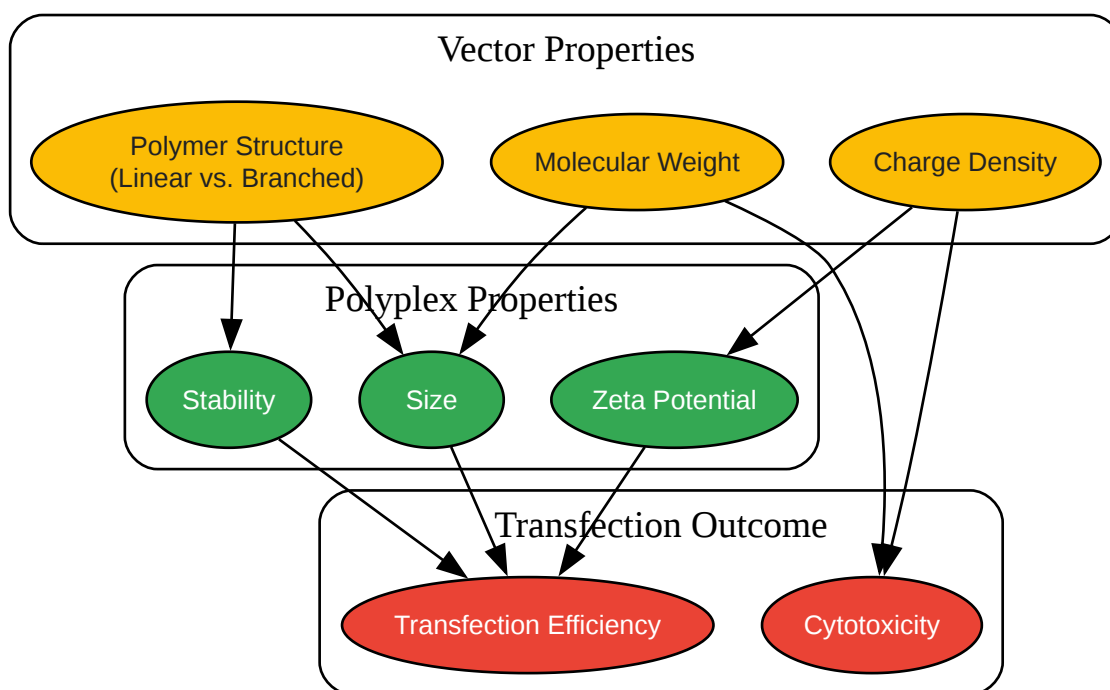 Vector Properties
Polymer Structure
(Linear vs. Branched)
Molecular Weight
Charge Density
Polyplex Properties
Stability
Size
Zeta Potential
Transfection Outcome
Transfection Efficiency
Cytotoxicity